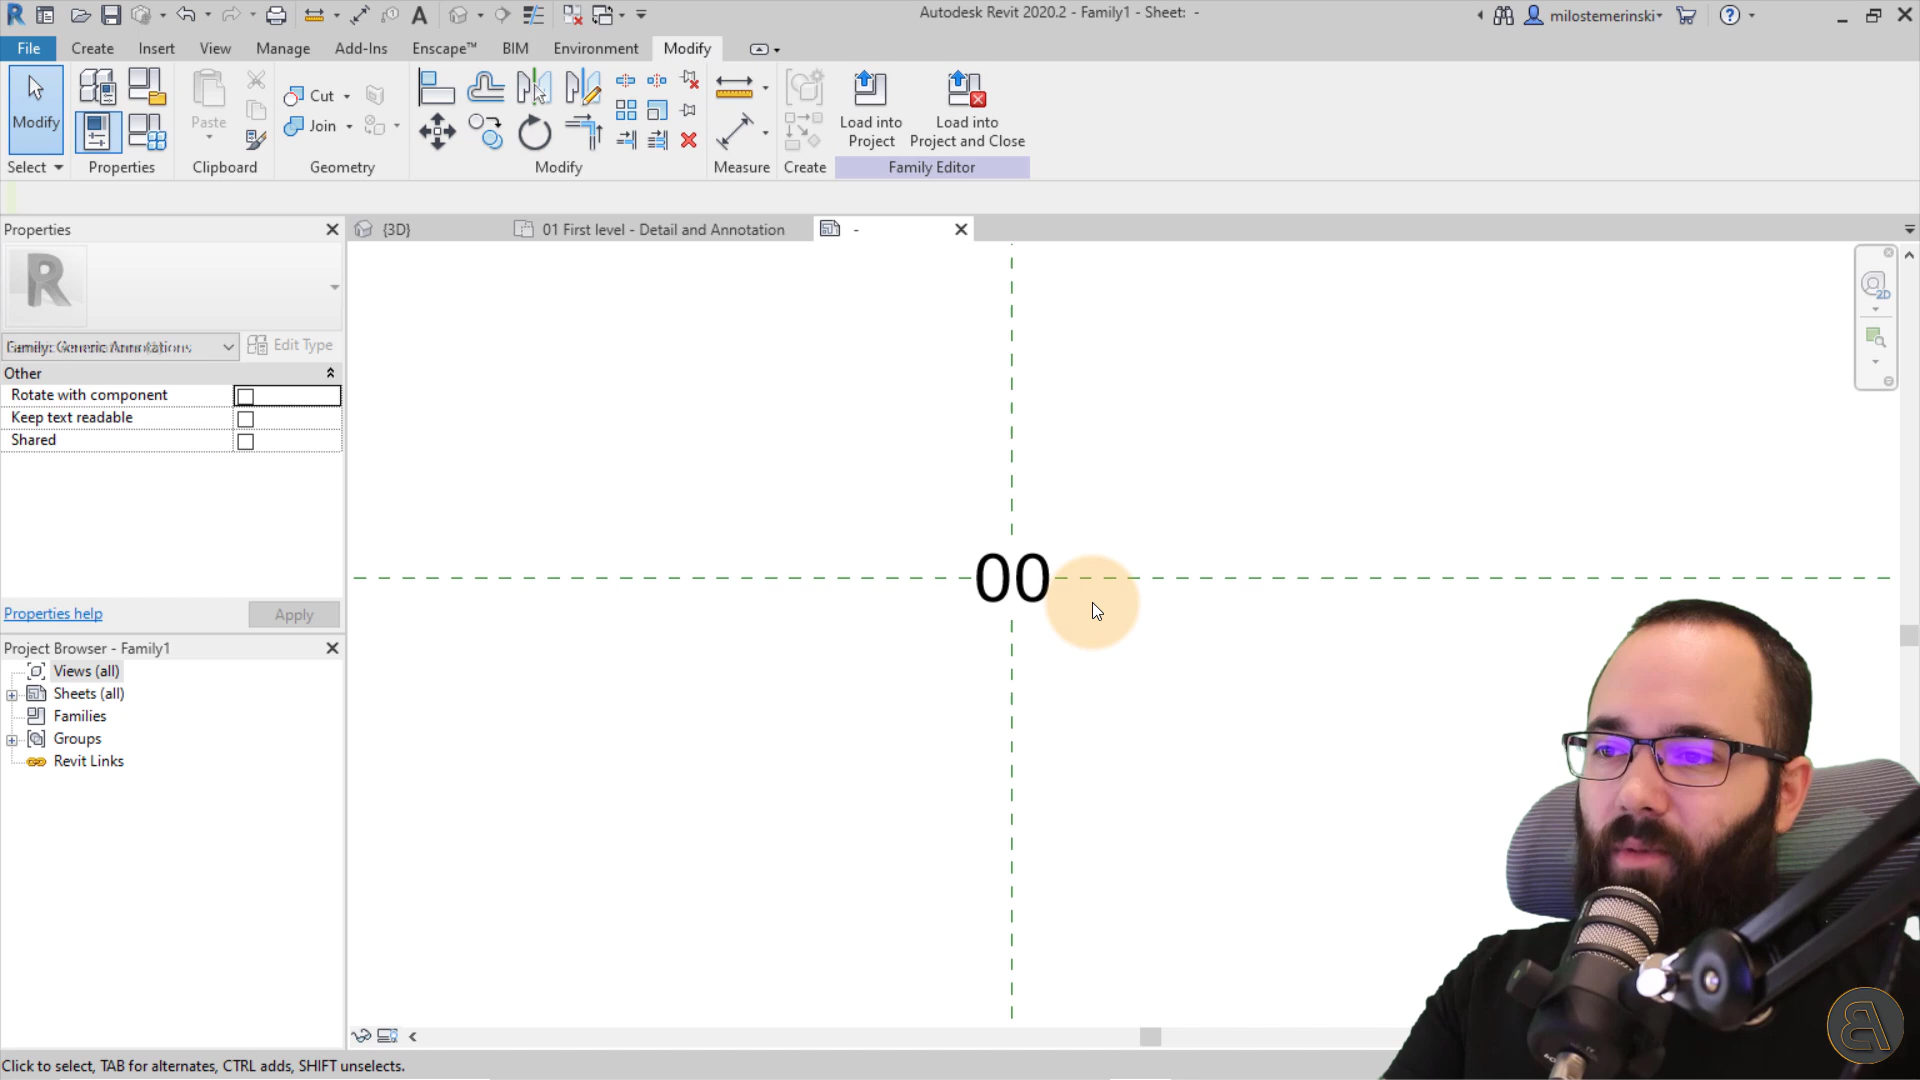 Autodesk Revit 2020.2 - Family1 - Sheet: -
milostemerinski
File
Create
Insert
View
Manage
Add-Ins
Enscape™
BIM
Environment
Modify
Modify
Paste
Cut
Join
Load into Project
Load into Project and Close
Select
Properties
Clipboard
Geometry
Modify
Measure
Create
Family Editor
Properties
{3D}
01 First level - Detail and Annotation
-
2D
R
Family: Generic Annotations
Edit Type
Other
Rotate with component
Keep text readable
Shared
00
Properties help
Apply
Project Browser - Family1
Views (all)
Sheets (all)
Families
Groups
Revit Links
Click to select, TAB for alternates, CTRL adds, SHIFT unselects.